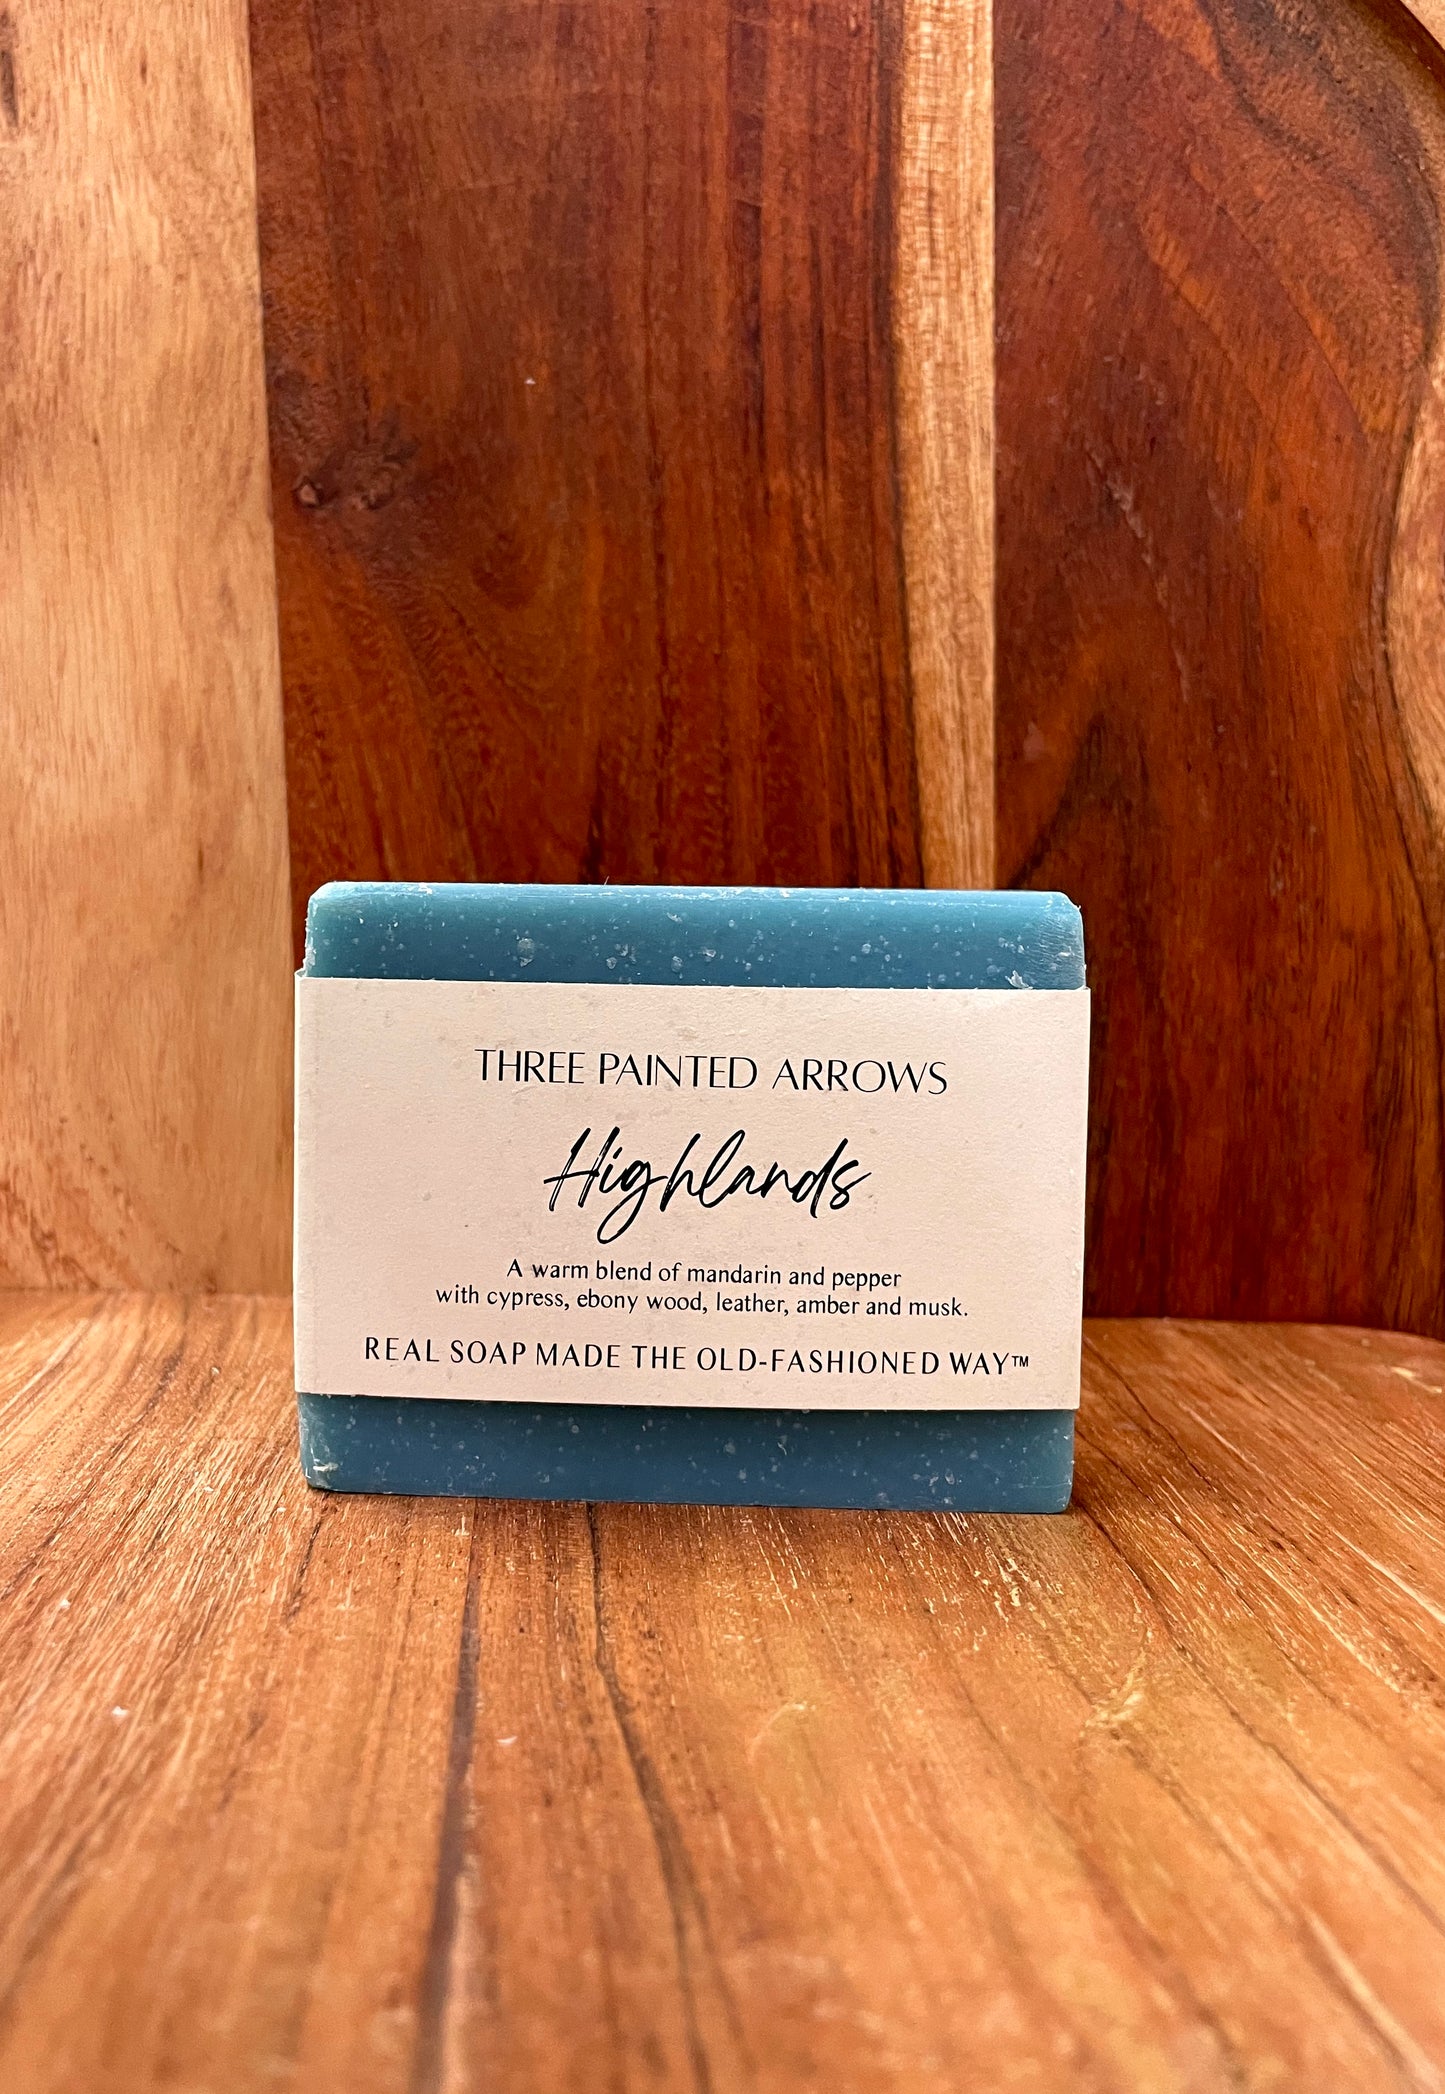 THREE PAINTED ARROWS
Highlands
A warm blend of mandarin and pepper
with cypress, ebony wood, leather, amber and musk.
REAL SOAP MADE THE OLD-FASHIONED WAY™